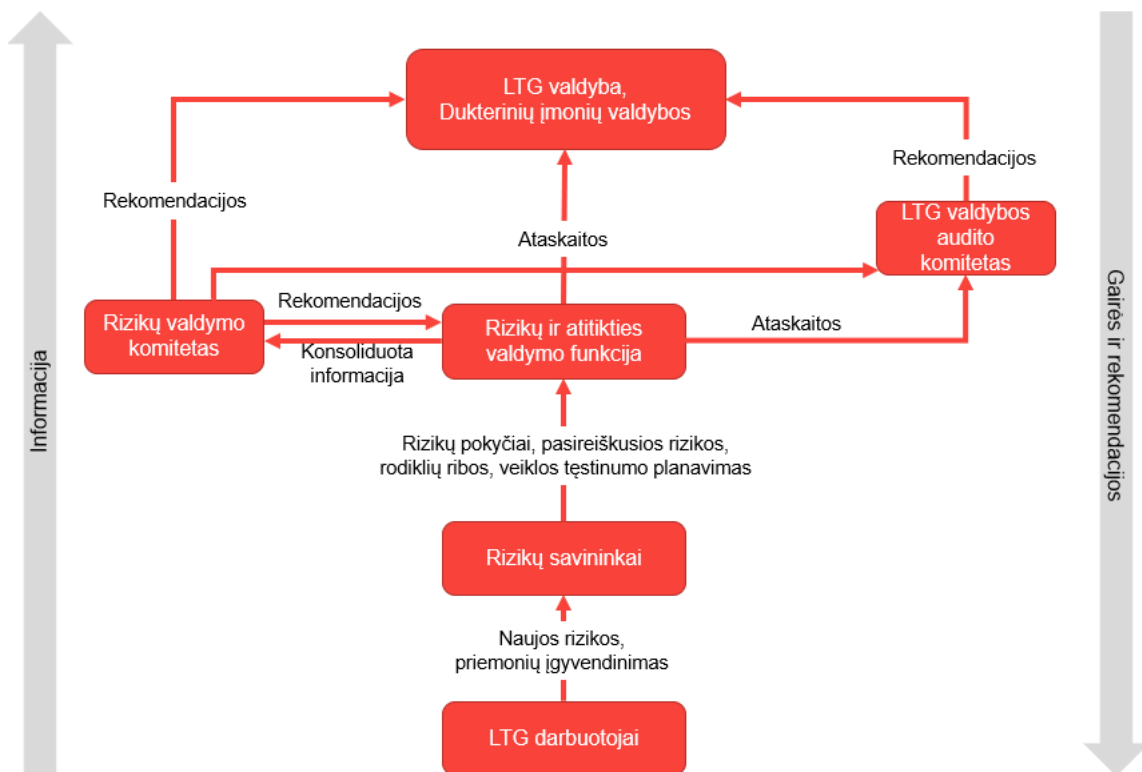 LTG valdyba,
Dukterinių įmonių valdybos
Rekomendacijos
Rekomendacijos
LTG valdybos
audito
komitetas
Ataskaitos
Rizikų valdymo
komitetas
Rekomendacijos
Konsoliduota
informacija
Rizikų ir atitikties
valdymo funkcija
Ataskaitos
Informacija
Gairės ir rekomendacijos
Rizikų pokyčiai, pasireiškusios rizikos,
rodiklių ribos, veiklos tęstinumo planavimas
Rizikų savininkai
Naujos rizikos,
priemonių įgyvendinimas
LTG darbuotojai